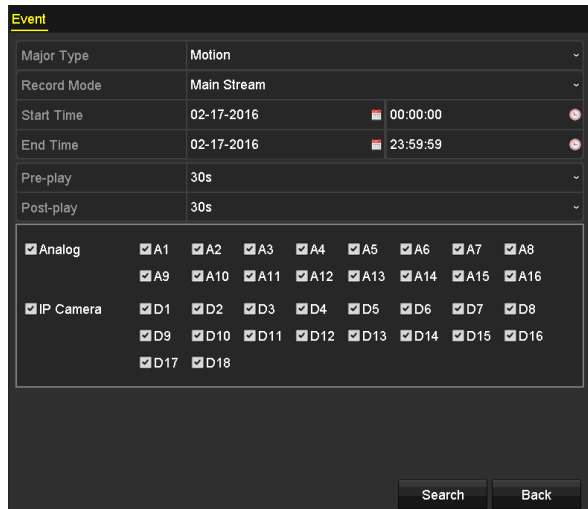 Event
Major Type Motion
Record Mode Main Stream
Start Time 02-17-2016 00:00:00
End Time 02-17-2016 23:59:59
Pre-play 30s
Post-play 30s
Analog A1 A2 A3 A4 A5 A6 A7 A8
A9 A10 A11 A12 A13 A14 A15 A16
IP Camera D1 D2 D3 D4 D5 D6 D7 D8
D9 D10 D11 D12 D13 D14 D15 D16
D17 D18
Search Back